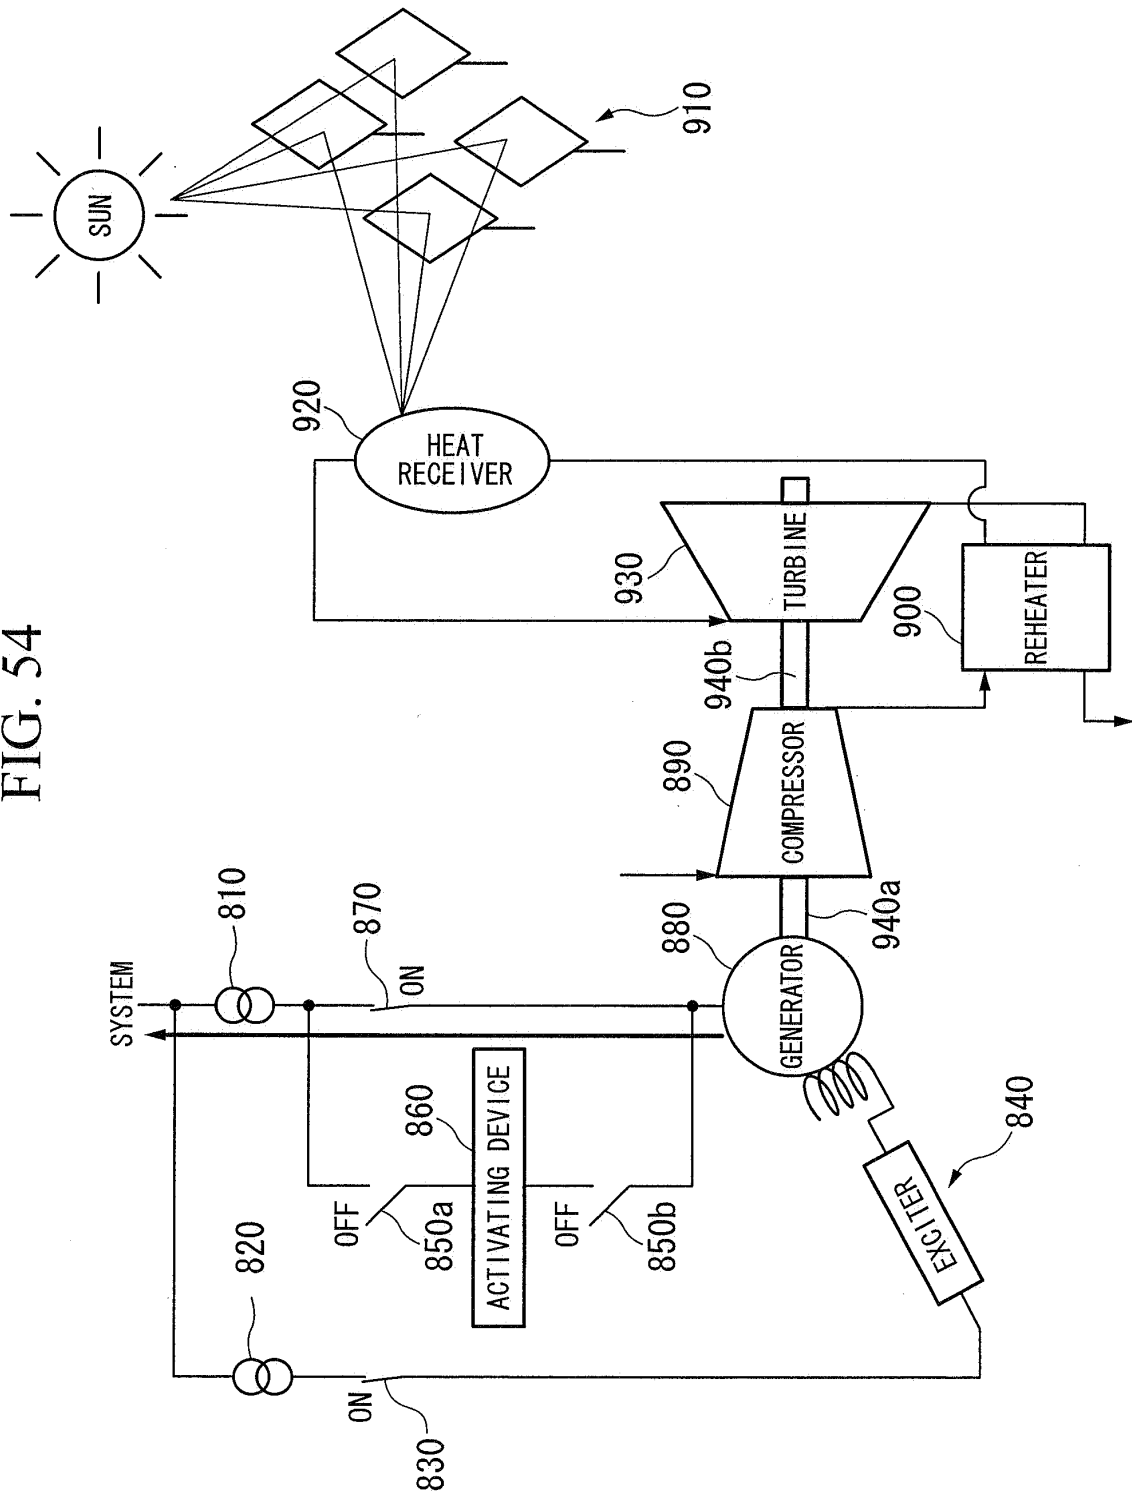 FIG. 54
SUN
910
920
HEAT
RECEIVER
930
TURBINE
900
REHEATER
940b
890
COMPRESSOR
940a
880
GENERATOR
SYSTEM
810
870
ON
860
ACTIVATING DEVICE
OFF
850a
OFF
850b
820
ON
830
EXCITER
840